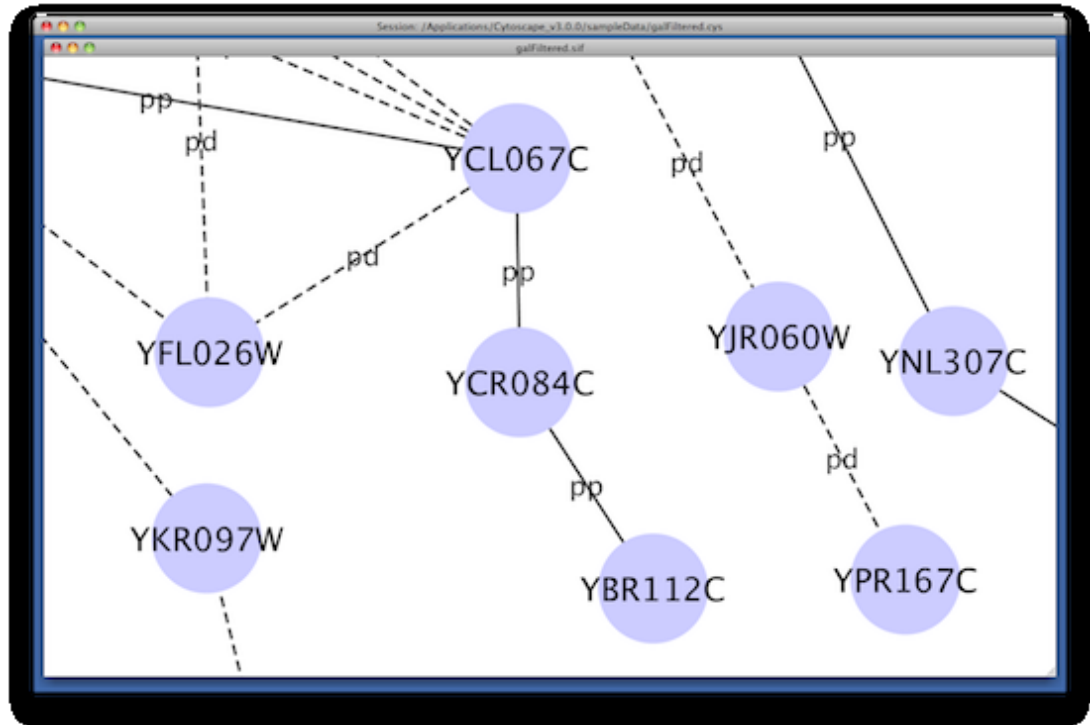 Session: /Applications/Cytoscape_v3.0.0/sampleData/galFiltered.cys
galFiltered.sif
pp
pd
pp
YCL067C
pd
pd
pp
YJR060W
YFL026W
YNL307C
YCR084C
pd
pp
YKR097W
YBR112C
YPR167C